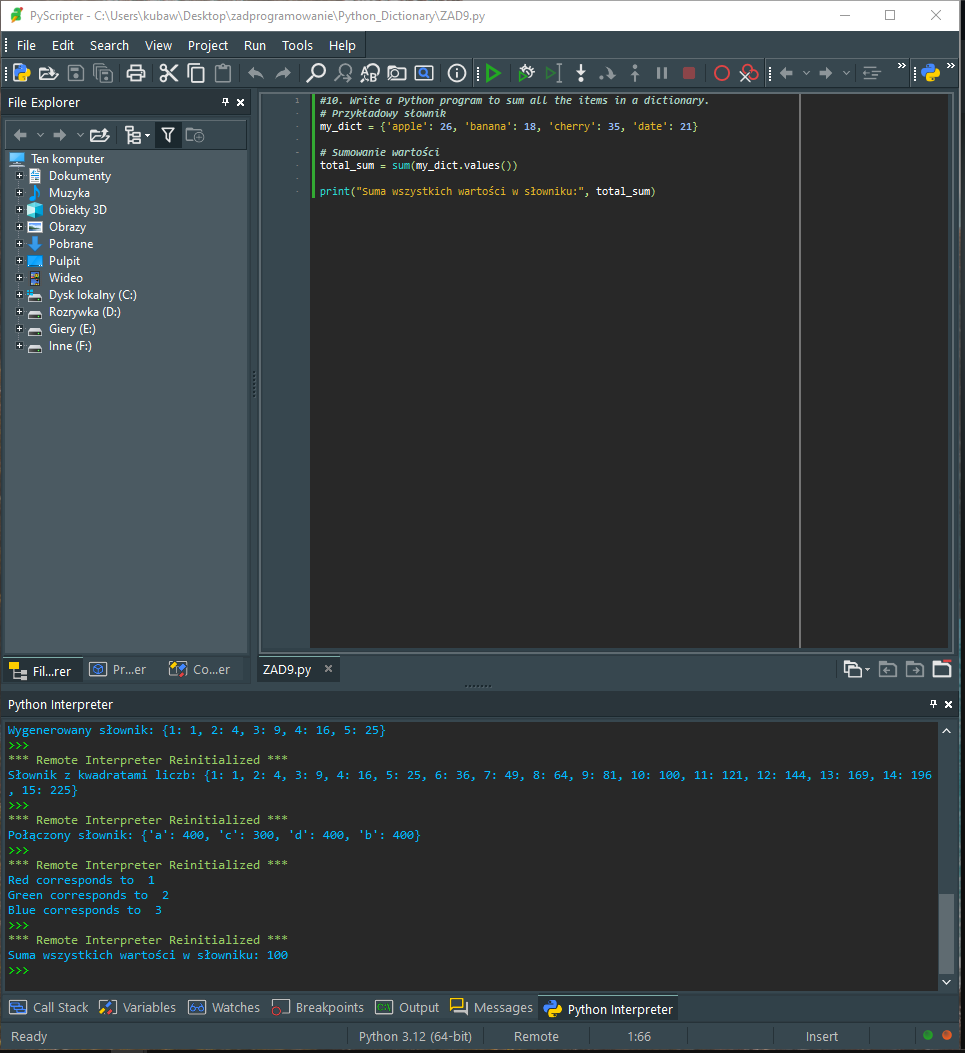 PyScripter - C:\Users\kubaw\Desktop\zadprogramowanie\Python_Dictionary\ZAD9.py
File Edit Search View Project Run Tools Help
File Explorer
Ten komputer
Dokumenty
Muzyka
Obiekty 3D
Obrazy
Pobrane
Pulpit
Wideo
Dysk lokalny (C:)
Rozrywka (D:)
Giery (E:)
Inne (F:)
Fil...rer Pr...er Co...er
1 #10. Write a Python program to sum all the items in a dictionary.
# Przykładowy słownik
my_dict = {'apple': 26, 'banana': 18, 'cherry': 35, 'date': 21}
# Sumowanie wartości
total_sum = sum(my_dict.values())
print("Suma wszystkich wartości w słowniku:", total_sum)
ZAD9.py
Python Interpreter
Wygenerowany słownik: {1: 1, 2: 4, 3: 9, 4: 16, 5: 25}
>>>
*** Remote Interpreter Reinitialized ***
Słownik z kwadratami liczb: {1: 1, 2: 4, 3: 9, 4: 16, 5: 25, 6: 36, 7: 49, 8: 64, 9: 81, 10: 100, 11: 121, 12: 144, 13: 169, 14: 196
, 15: 225}
>>>
*** Remote Interpreter Reinitialized ***
Połączony słownik: {'a': 400, 'c': 300, 'd': 400, 'b': 400}
>>>
*** Remote Interpreter Reinitialized ***
Red corresponds to  1
Green corresponds to  2
Blue corresponds to  3
>>>
*** Remote Interpreter Reinitialized ***
Suma wszystkich wartości w słowniku: 100
>>>
Call Stack Variables Watches Breakpoints Output Messages Python Interpreter
Ready Python 3.12 (64-bit) Remote 1:66 Insert